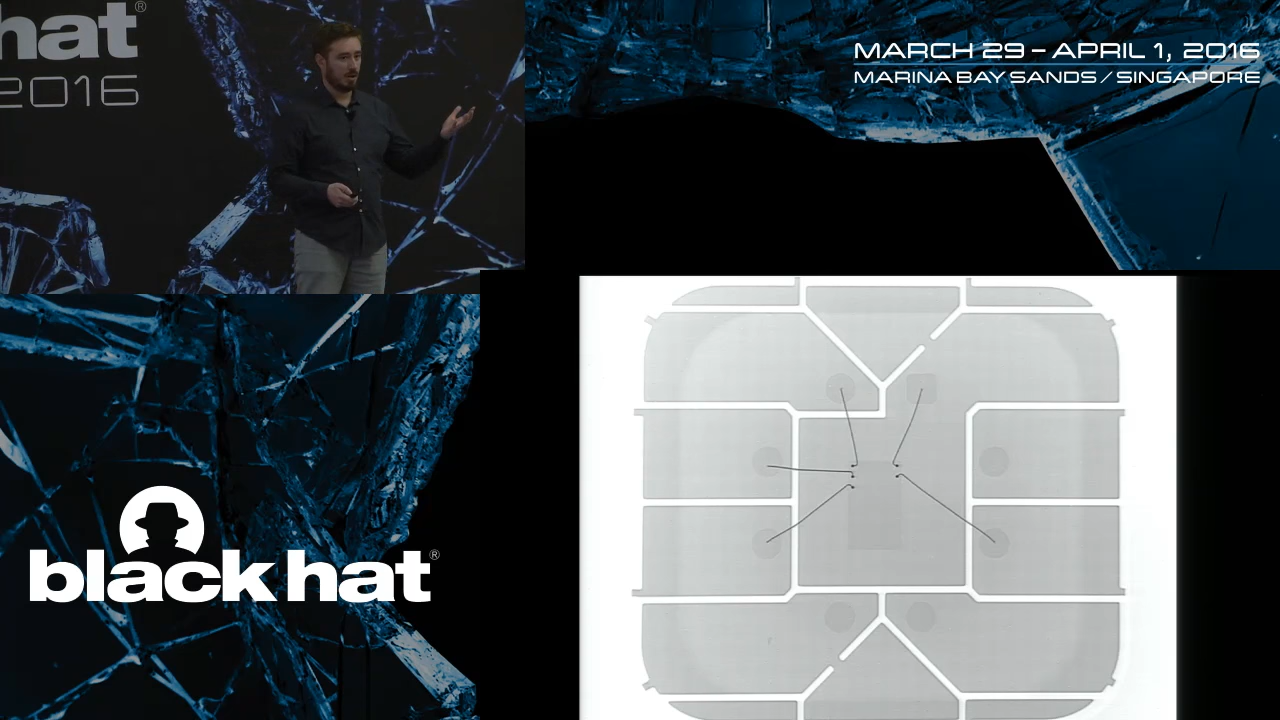 hat®
2016
MARCH 29 - APRIL 1, 2016
MARINA BAY SANDS / SINGAPORE
black hat®